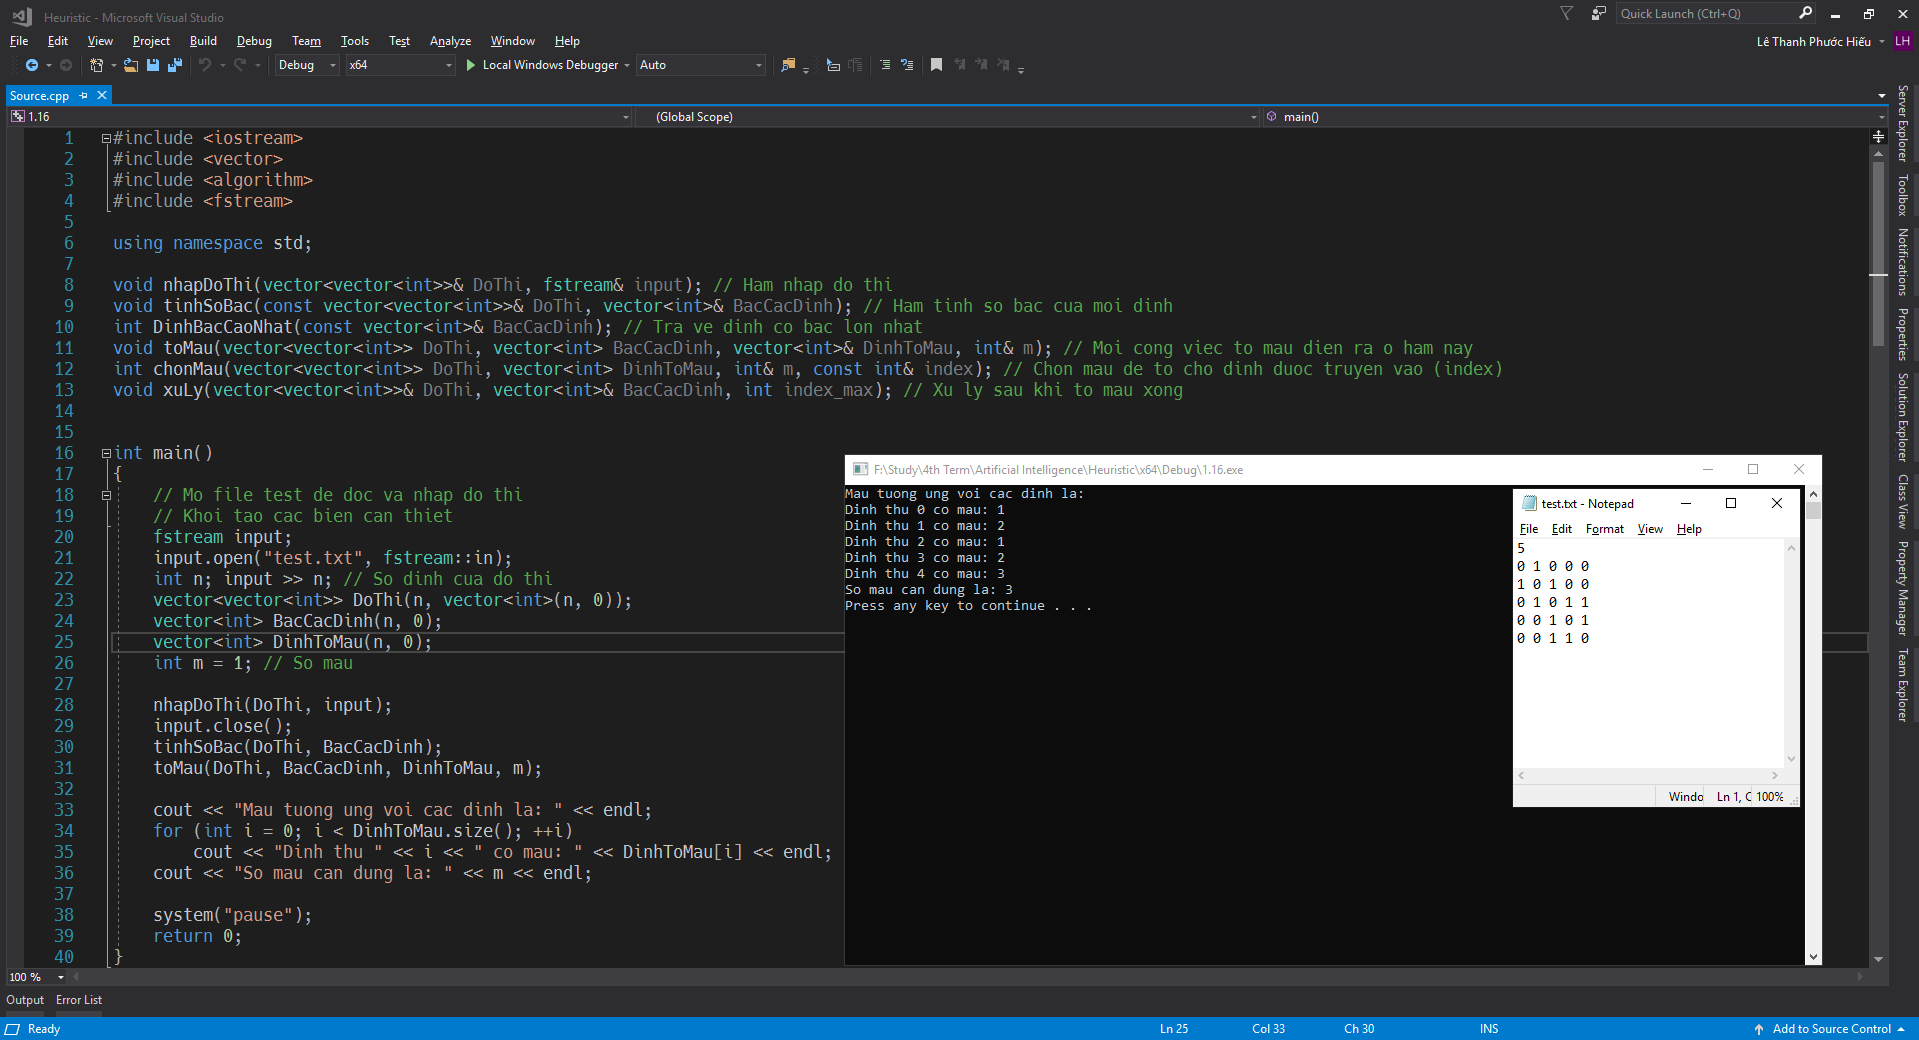 Heuristic - Microsoft Visual Studio
Quick Launch (Ctrl+Q)
File Edit View Project Build Debug Team Tools Test Analyze Window Help
Lê Thanh Phước Hiếu LH
Debug x64 Local Windows Debugger Auto
Source.cpp
1.16 (Global Scope) main()
1 #include <iostream>
2 #include <vector>
3 #include <algorithm>
4 #include <fstream>
5
6 using namespace std;
7
8 void nhapDoThi(vector<vector<int>>& DoThi, fstream& input); // Ham nhap do thi
9 void tinhSoBac(const vector<vector<int>>& DoThi, vector<int>& BacCacDinh); // Ham tinh so bac cua moi dinh
10 int DinhBacCaoNhat(const vector<int>& BacCacDinh); // Tra ve dinh co bac lon nhat
11 void toMau(vector<vector<int>> DoThi, vector<int> BacCacDinh, vector<int>& DinhToMau, int& m); // Moi cong viec to mau dien ra o ham nay
12 int chonMau(vector<vector<int>> DoThi, vector<int> DinhToMau, int& m, const int& index); // Chon mau de to cho dinh duoc truyen vao (index)
13 void xuLy(vector<vector<int>>& DoThi, vector<int>& BacCacDinh, int index_max); // Xu ly sau khi to mau xong
14
15
16 int main()
17 {
18 // Mo file test de doc va nhap do thi
19 // Khoi tao cac bien can thiet
20 fstream input;
21 input.open("test.txt", fstream::in);
22 int n; input >> n; // So dinh cua do thi
23 vector<vector<int>> DoThi(n, vector<int>(n, 0));
24 vector<int> BacCacDinh(n, 0);
25 vector<int> DinhToMau(n, 0);
26 int m = 1; // So mau
27
28 nhapDoThi(DoThi, input);
29 input.close();
30 tinhSoBac(DoThi, BacCacDinh);
31 toMau(DoThi, BacCacDinh, DinhToMau, m);
32
33 cout << "Mau tuong ung voi cac dinh la: " << endl;
34 for (int i = 0; i < DinhToMau.size(); ++i)
35 cout << "Dinh thu " << i << " co mau: " << DinhToMau[i] << endl;
36 cout << "So mau can dung la: " << m << endl;
37
38 system("pause");
39 return 0;
40 }
F:\Study\4th Term\Artificial Intelligence\Heuristic\x64\Debug\1.16.exe
Mau tuong ung voi cac dinh la:
Dinh thu 0 co mau: 1
Dinh thu 1 co mau: 2
Dinh thu 2 co mau: 1
Dinh thu 3 co mau: 2
Dinh thu 4 co mau: 3
So mau can dung la: 3
Press any key to continue . . .
test.txt - Notepad
File Edit Format View Help
5
0 1 0 0 0
1 0 1 0 0
0 1 0 1 1
0 0 1 0 1
0 0 1 1 0
Windo Ln 1, C 100%
Server Explorer
Toolbox
Notifications
Properties
Solution Explorer
Class View
Property Manager
Team Explorer
100 %
Output Error List
Ready Ln 25 Col 33 Ch 30 INS Add to Source Control